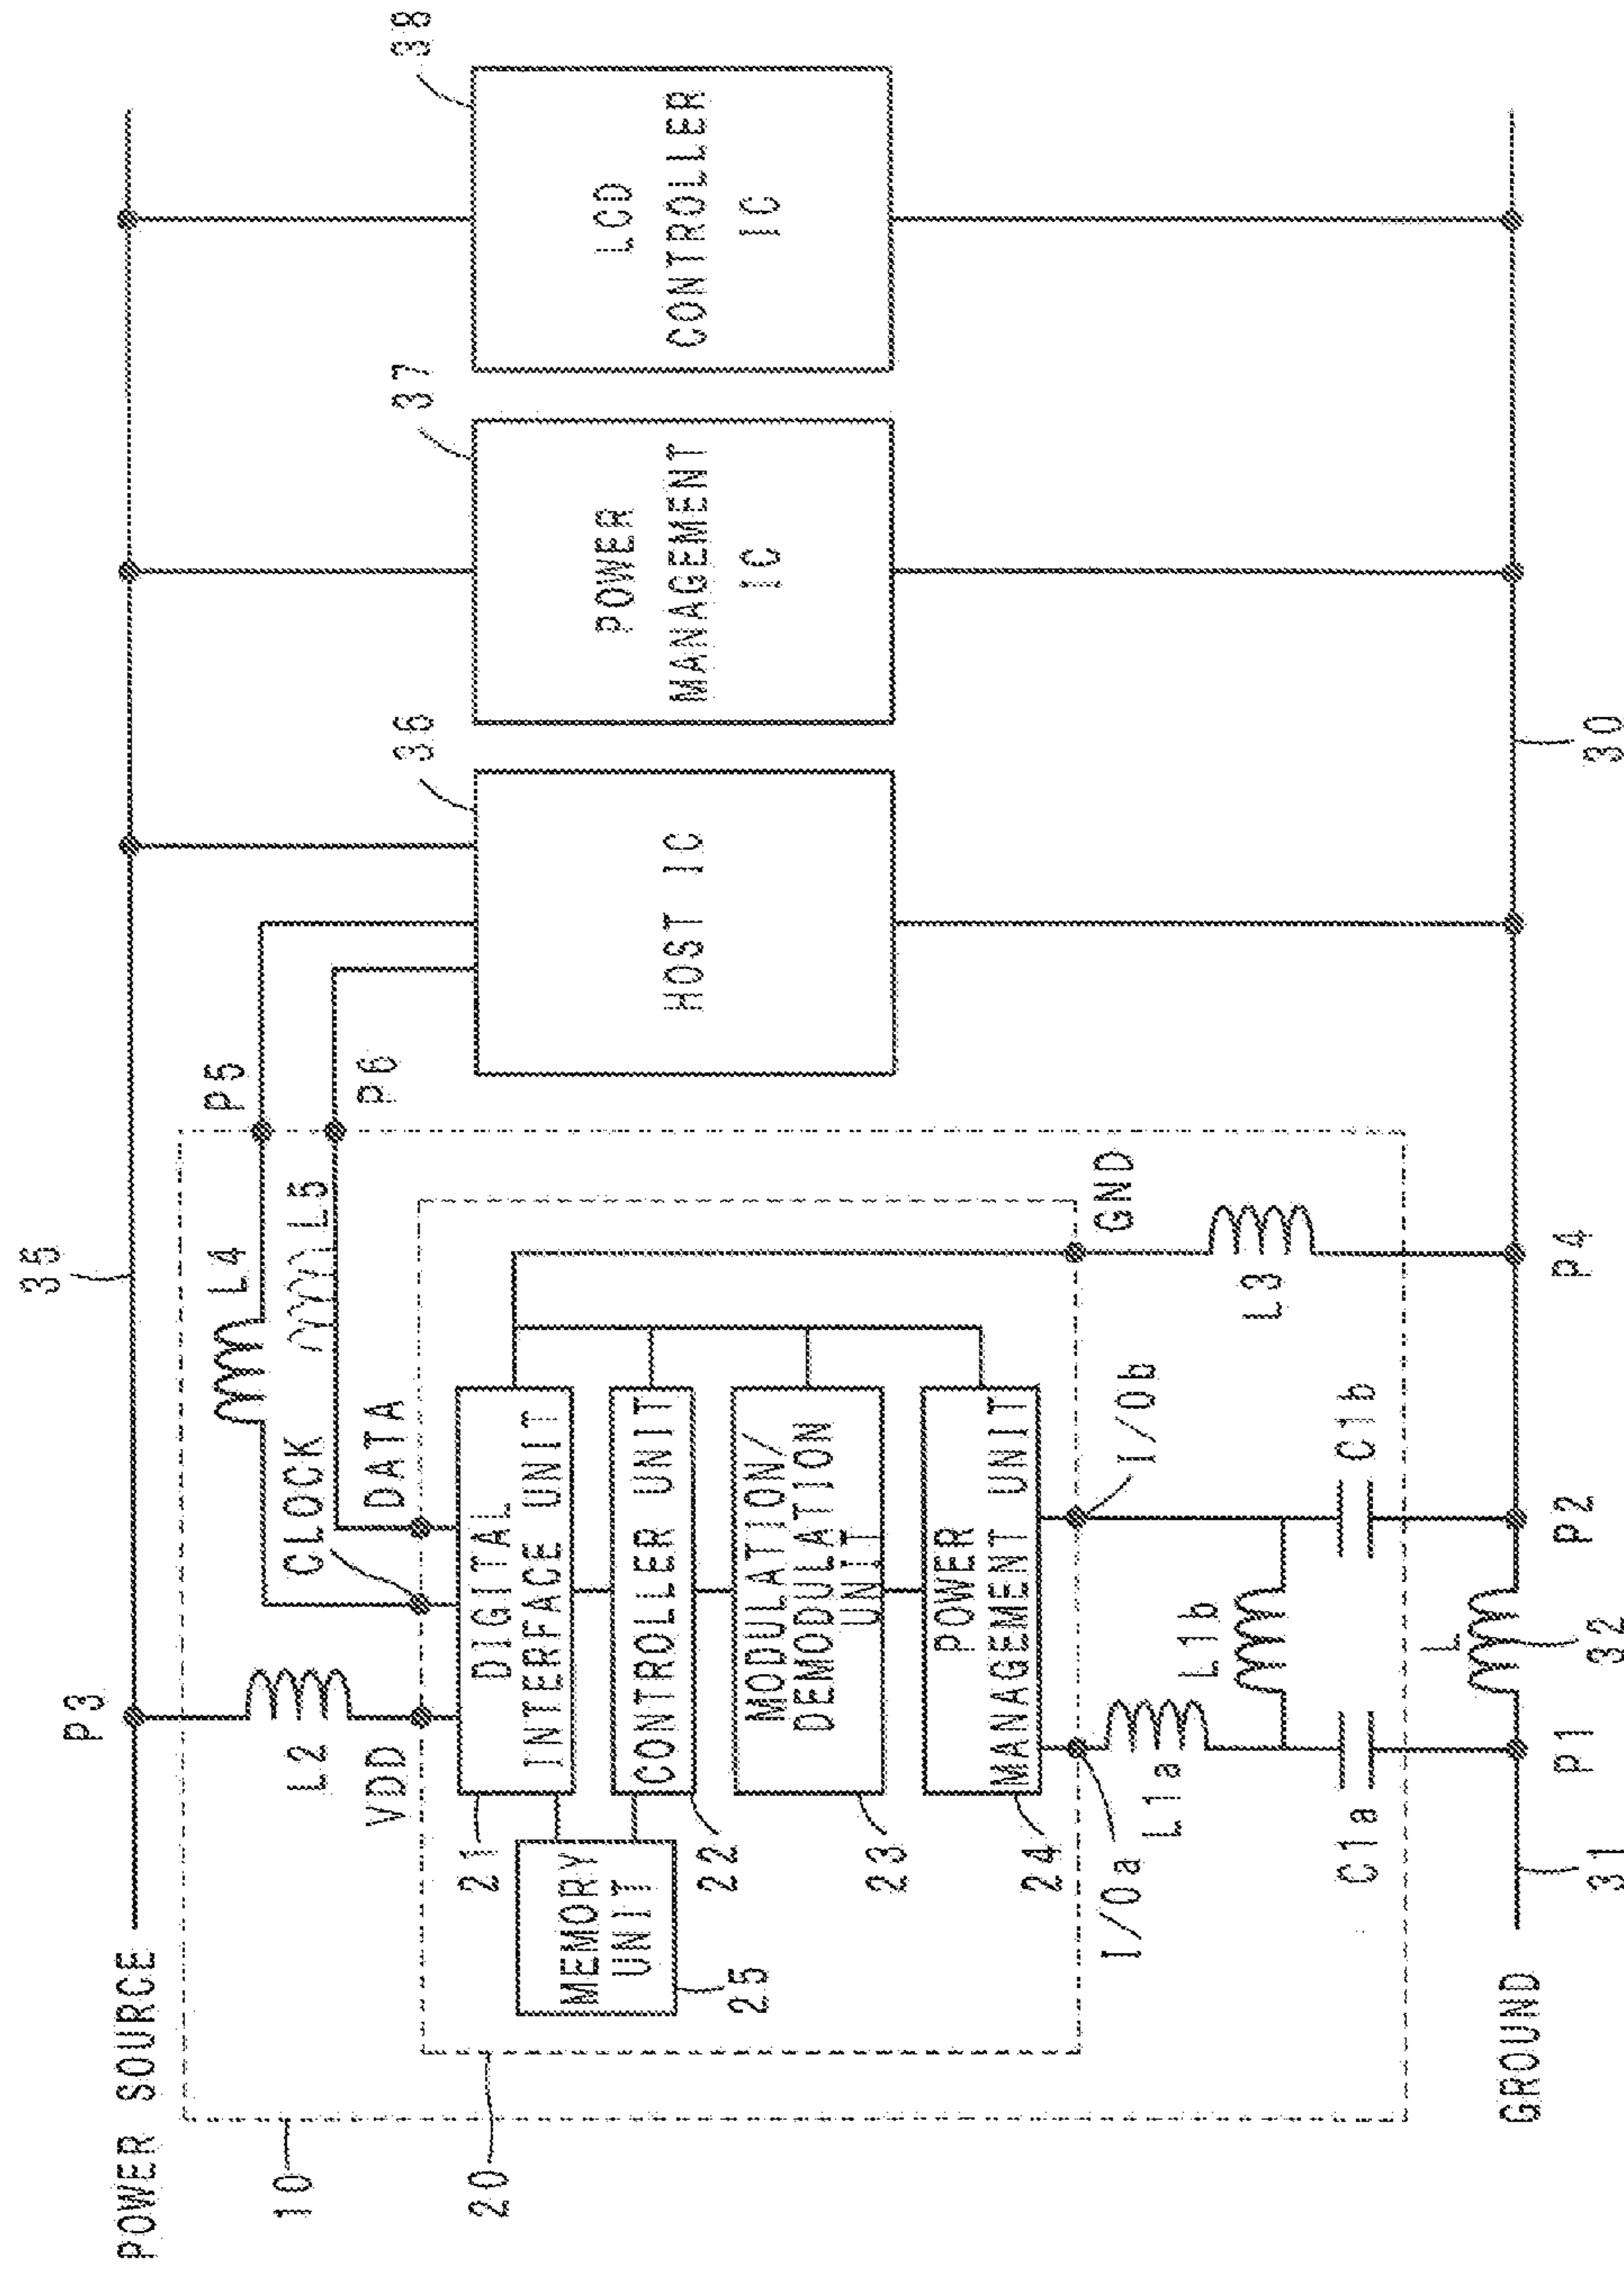 POWER SOURCE
P3
35
10
L2
VDD
CLOCK
DATA
L4
L5
P5
P6
36
37
38
20
MEMORY
UNIT
25
21
DIGITAL
INTERFACE UNIT
22
CONTROLLER UNIT
23
MODULATION/
DEMODULATION
UNIT
24
POWER
MANAGEMENT UNIT
HOST IC
POWER
MANAGEMENT
IC
LCD
CONTROLLER
IC
I/Oa
I/Ob
GND
L1a
L1b
L3
C1a
C1b
L
GROUND
31
P1
32
P2
P4
30